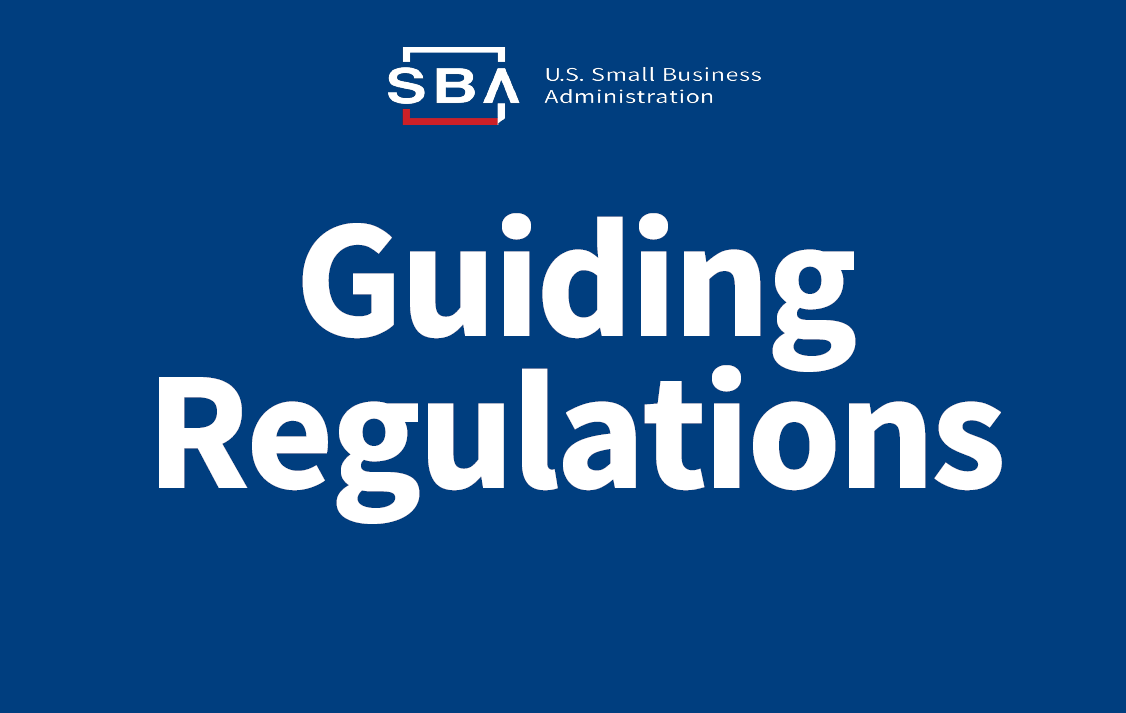 SBA
U.S. Small Business
Administration
Guiding
Regulations